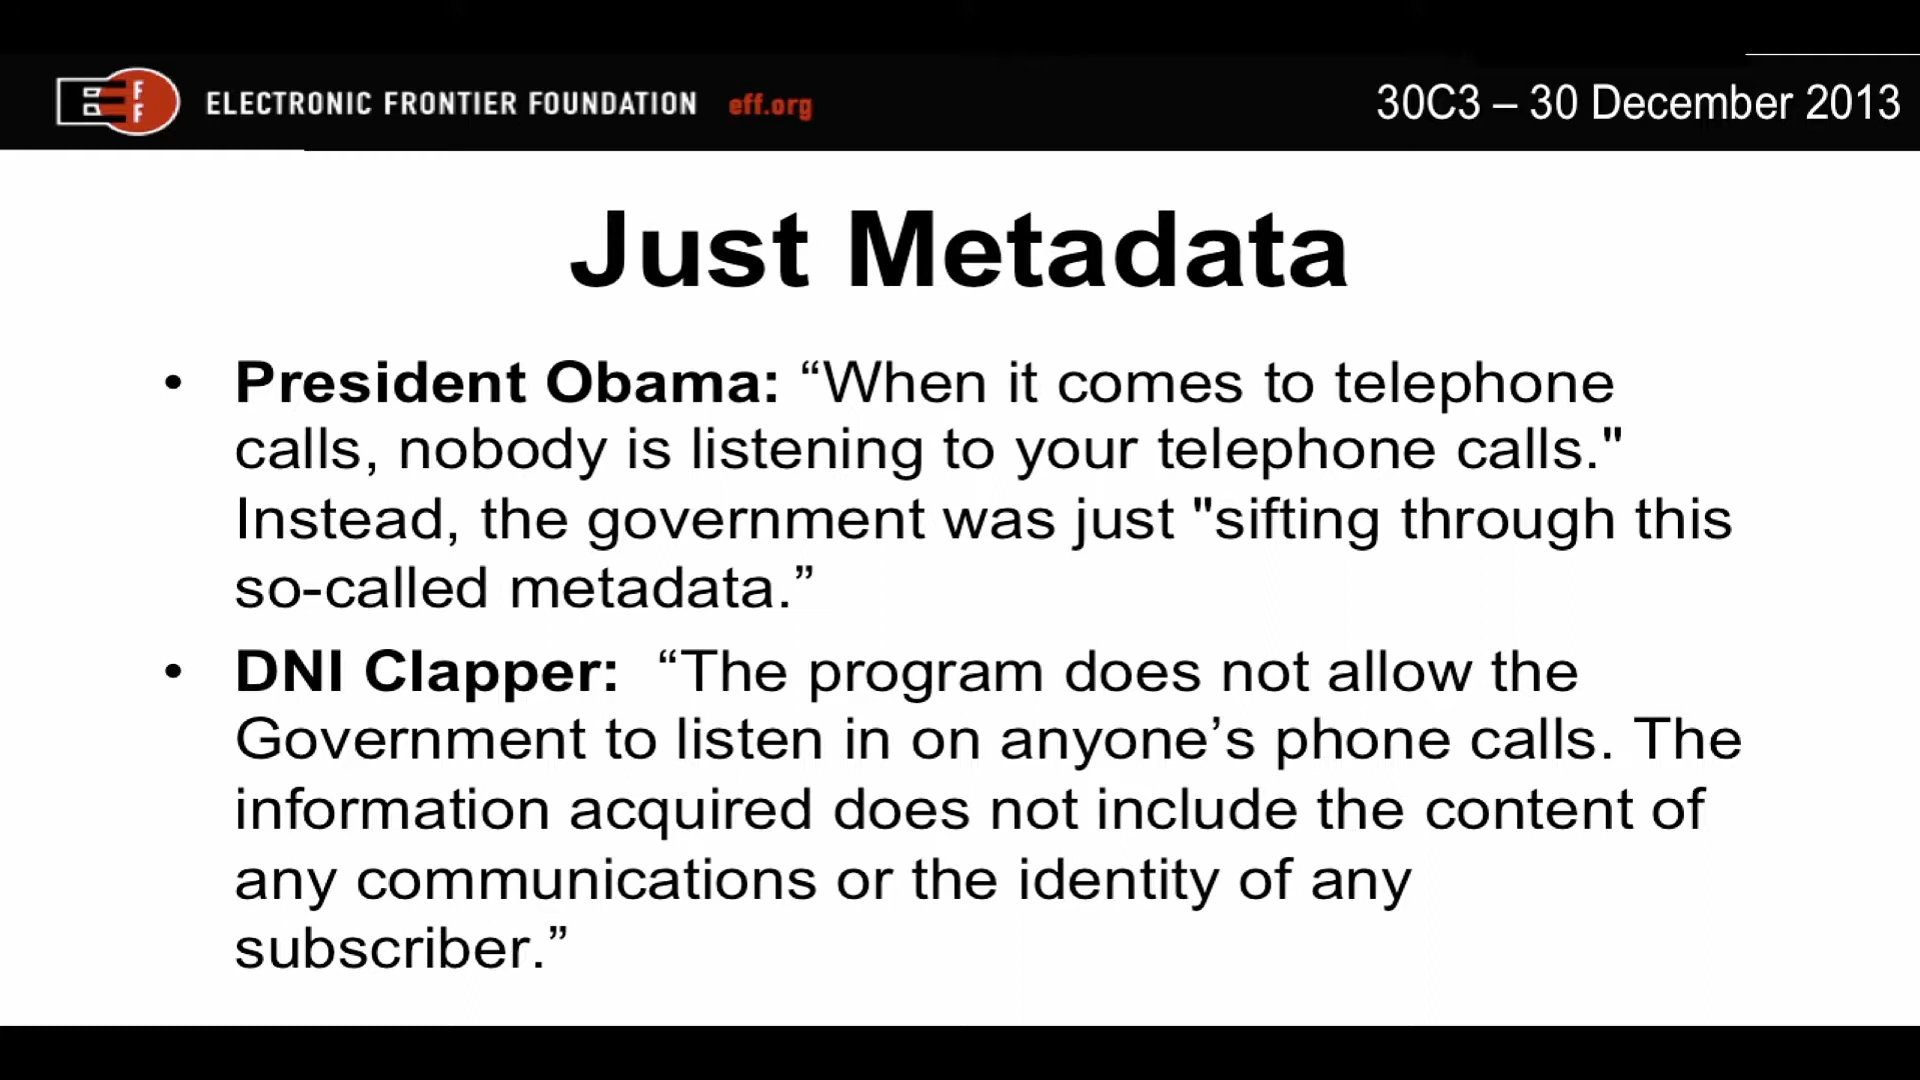 EFF ELECTRONIC FRONTIER FOUNDATION eff.org
30C3 – 30 December 2013
Just Metadata
• President Obama: “When it comes to telephone
calls, nobody is listening to your telephone calls."
Instead, the government was just "sifting through this
so-called metadata.”
• DNI Clapper:  “The program does not allow the
Government to listen in on anyone’s phone calls. The
information acquired does not include the content of
any communications or the identity of any
subscriber.”